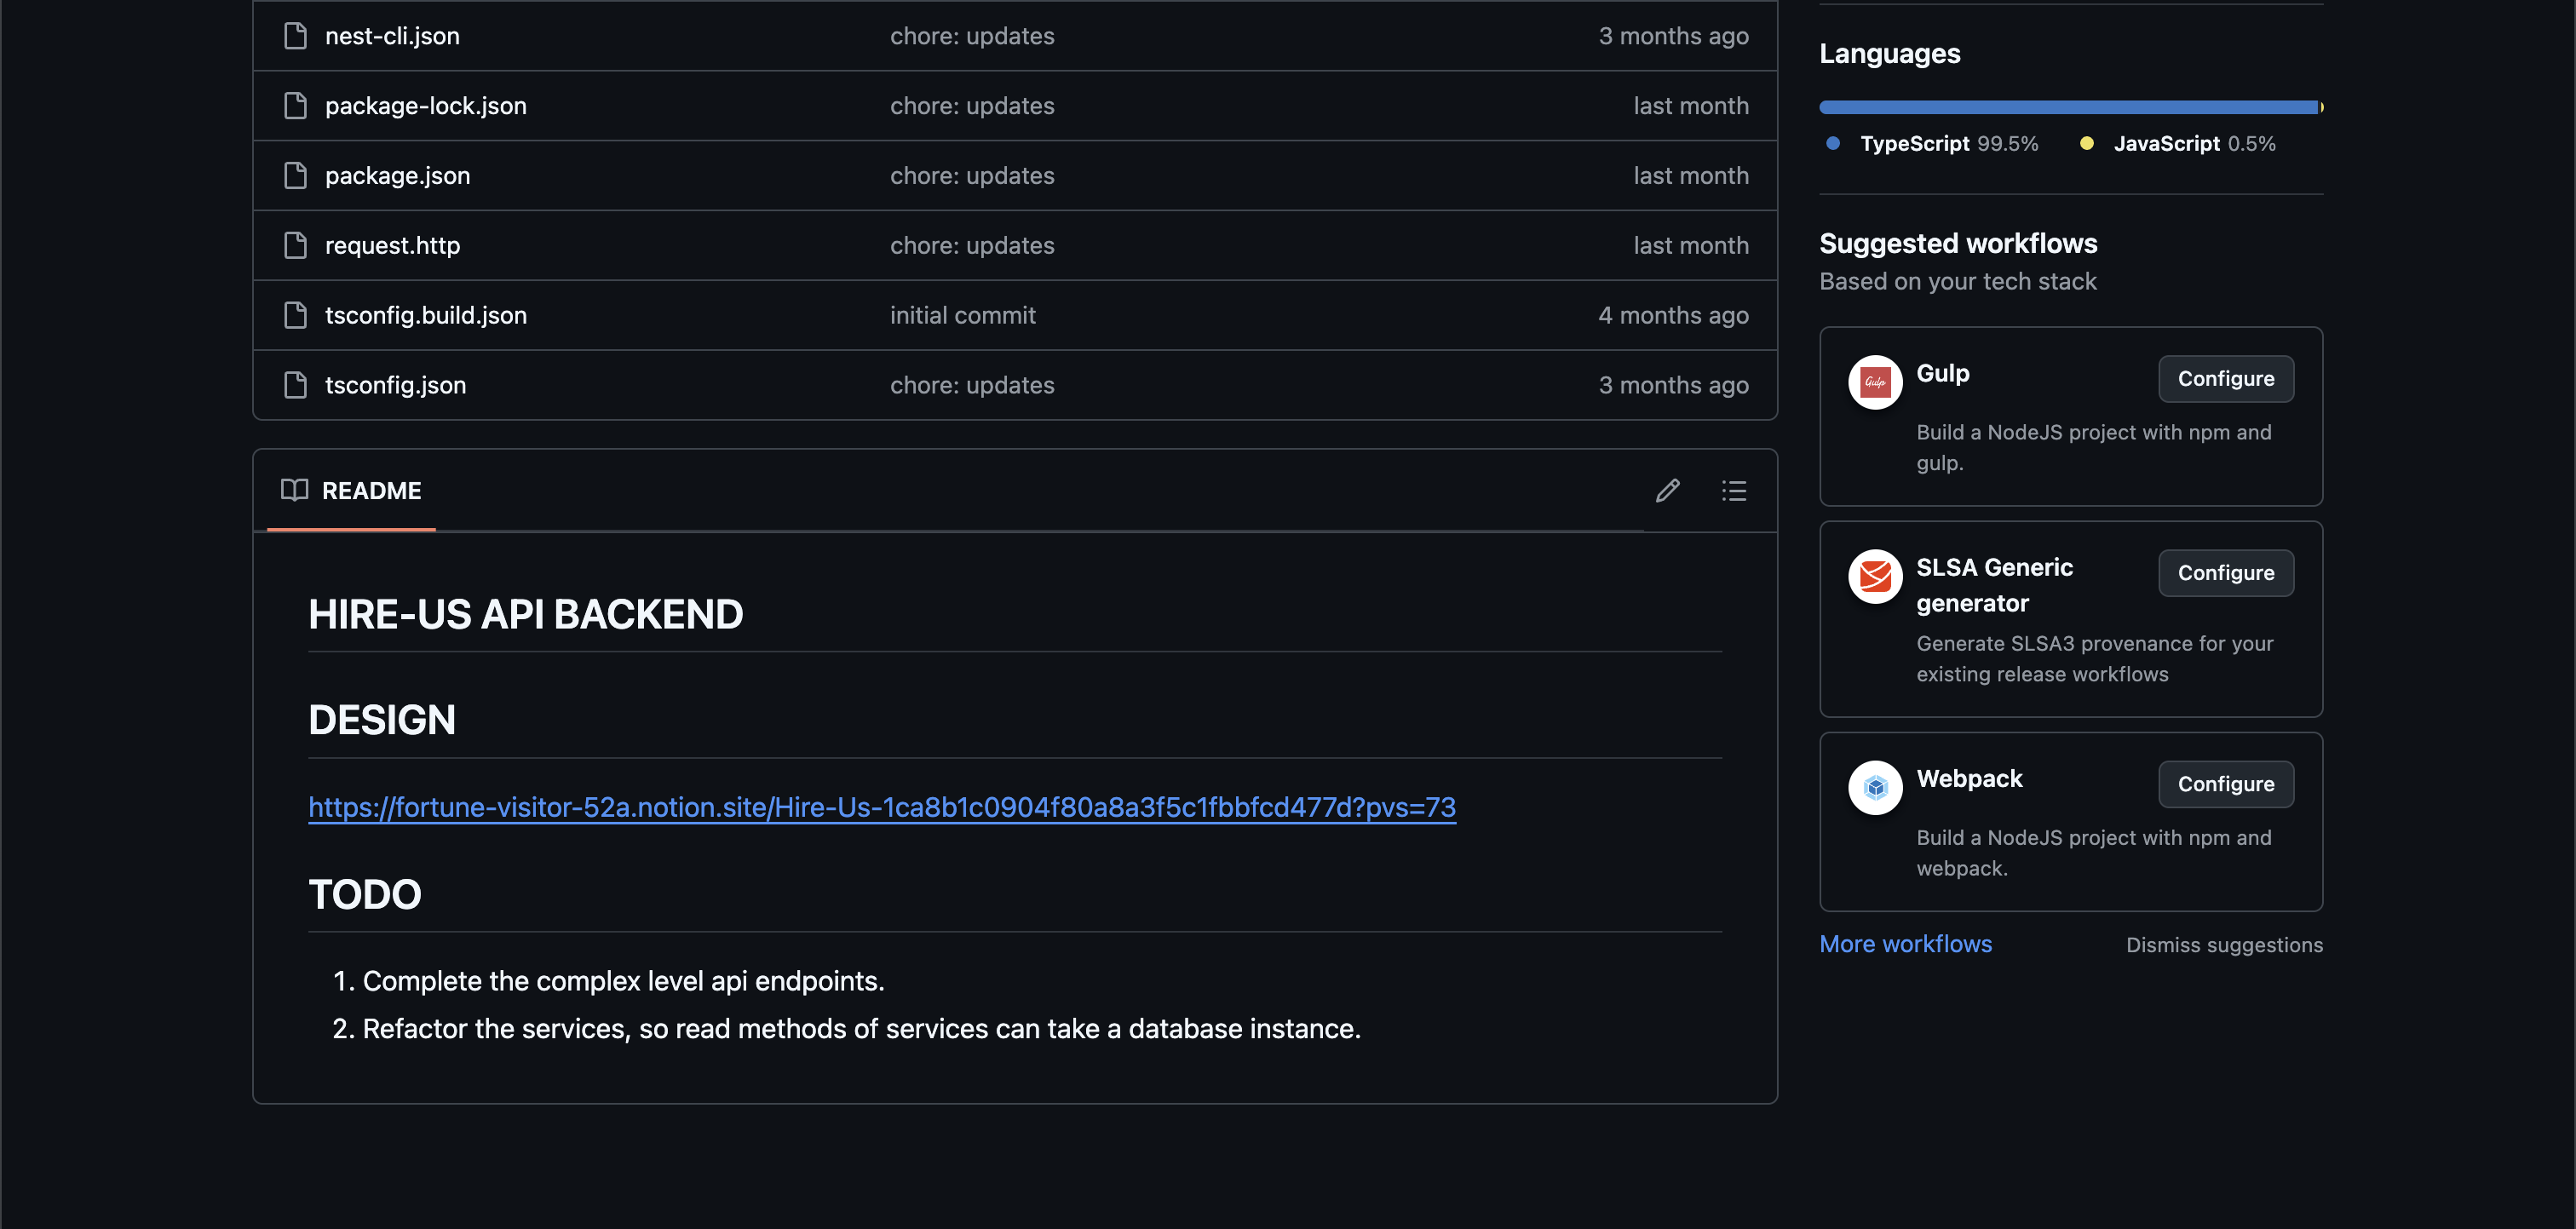 nest-cli.json chore: updates 3 months ago
package-lock.json chore: updates last month
package.json chore: updates last month
request.http chore: updates last month
tsconfig.build.json initial commit 4 months ago
tsconfig.json chore: updates 3 months ago
README
HIRE-US API BACKEND
DESIGN
https://fortune-visitor-52a.notion.site/Hire-Us-1ca8b1c0904f80a8a3f5c1fbbfcd477d?pvs=73
TODO
1. Complete the complex level api endpoints.
2. Refactor the services, so read methods of services can take a database instance.
Languages
TypeScript 99.5% JavaScript 0.5%
Suggested workflows
Based on your tech stack
Gulp
Gulp Configure
Build a NodeJS project with npm and
gulp.
SLSA Generic Configure
generator
Generate SLSA3 provenance for your
existing release workflows
Webpack Configure
Build a NodeJS project with npm and
webpack.
More workflows Dismiss suggestions